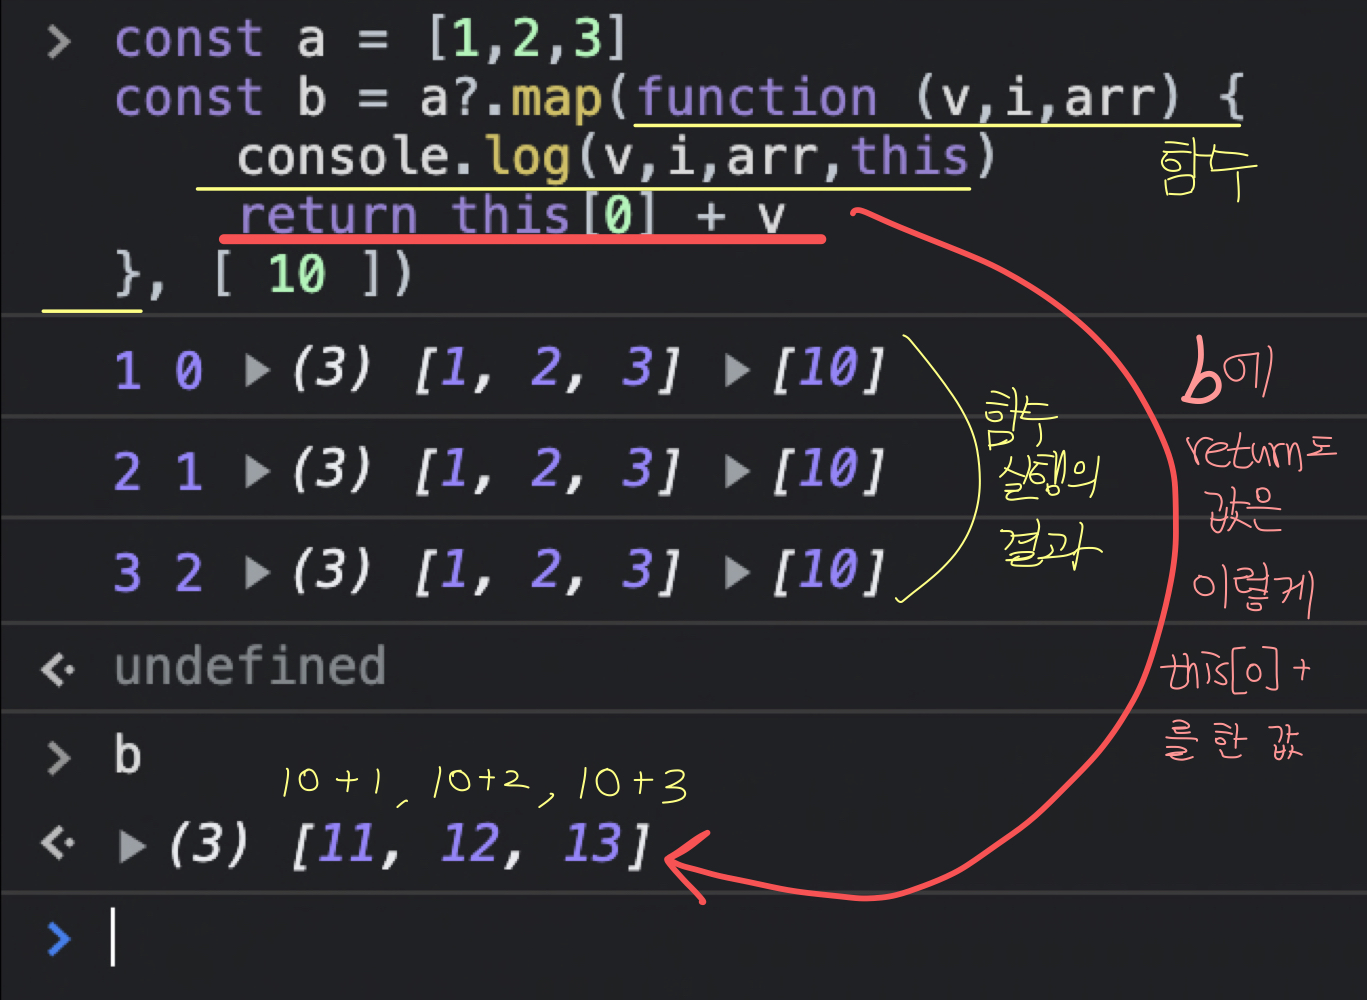 > const a = [1,2,3]
const b = a?.map(function (v,i,arr) {
console.log(v,i,arr,this)
함수
return this[0] + v
}, [ 10 ])
1 0 ▶ (3) [1, 2, 3] ▶ [10]
2 1 ▶ (3) [1, 2, 3] ▶ [10]
3 2 ▶ (3) [1, 2, 3] ▶ [10]
함수
실행의
결과
b에
return도
값은
이렇게
this[0] +
를 한 값
undefined
> b
10+1, 10+2, 10+3
▶ (3) [11, 12, 13]
>